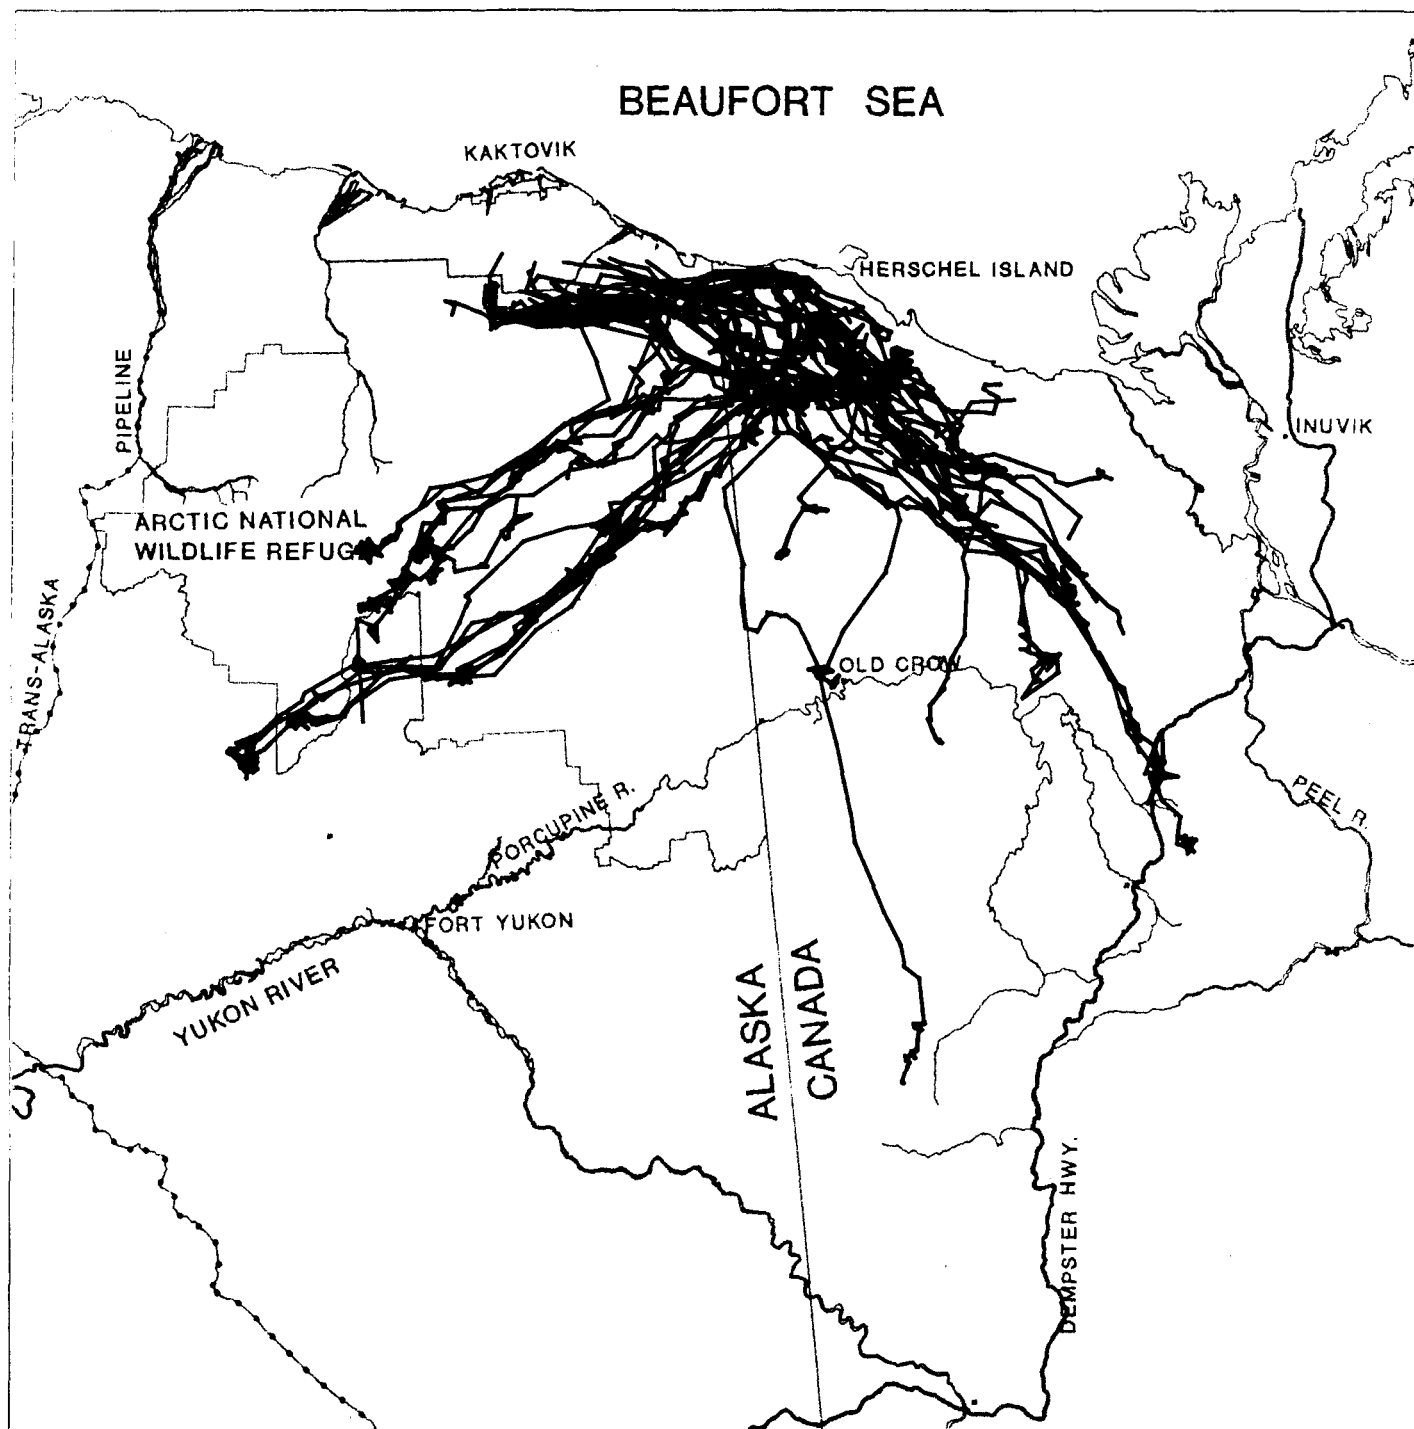 BEAUFORT SEA
KAKTOVIK
HERSCHEL ISLAND
PIPELINE
INUVIK
ARCTIC NATIONAL
WILDLIFE REFUG
TRANS-ALASKA
OLD CROW
PORCUPINE R.
PEEL R.
FORT YUKON
YUKON RIVER
ALASKA
CANADA
DEMPSTER HWY.